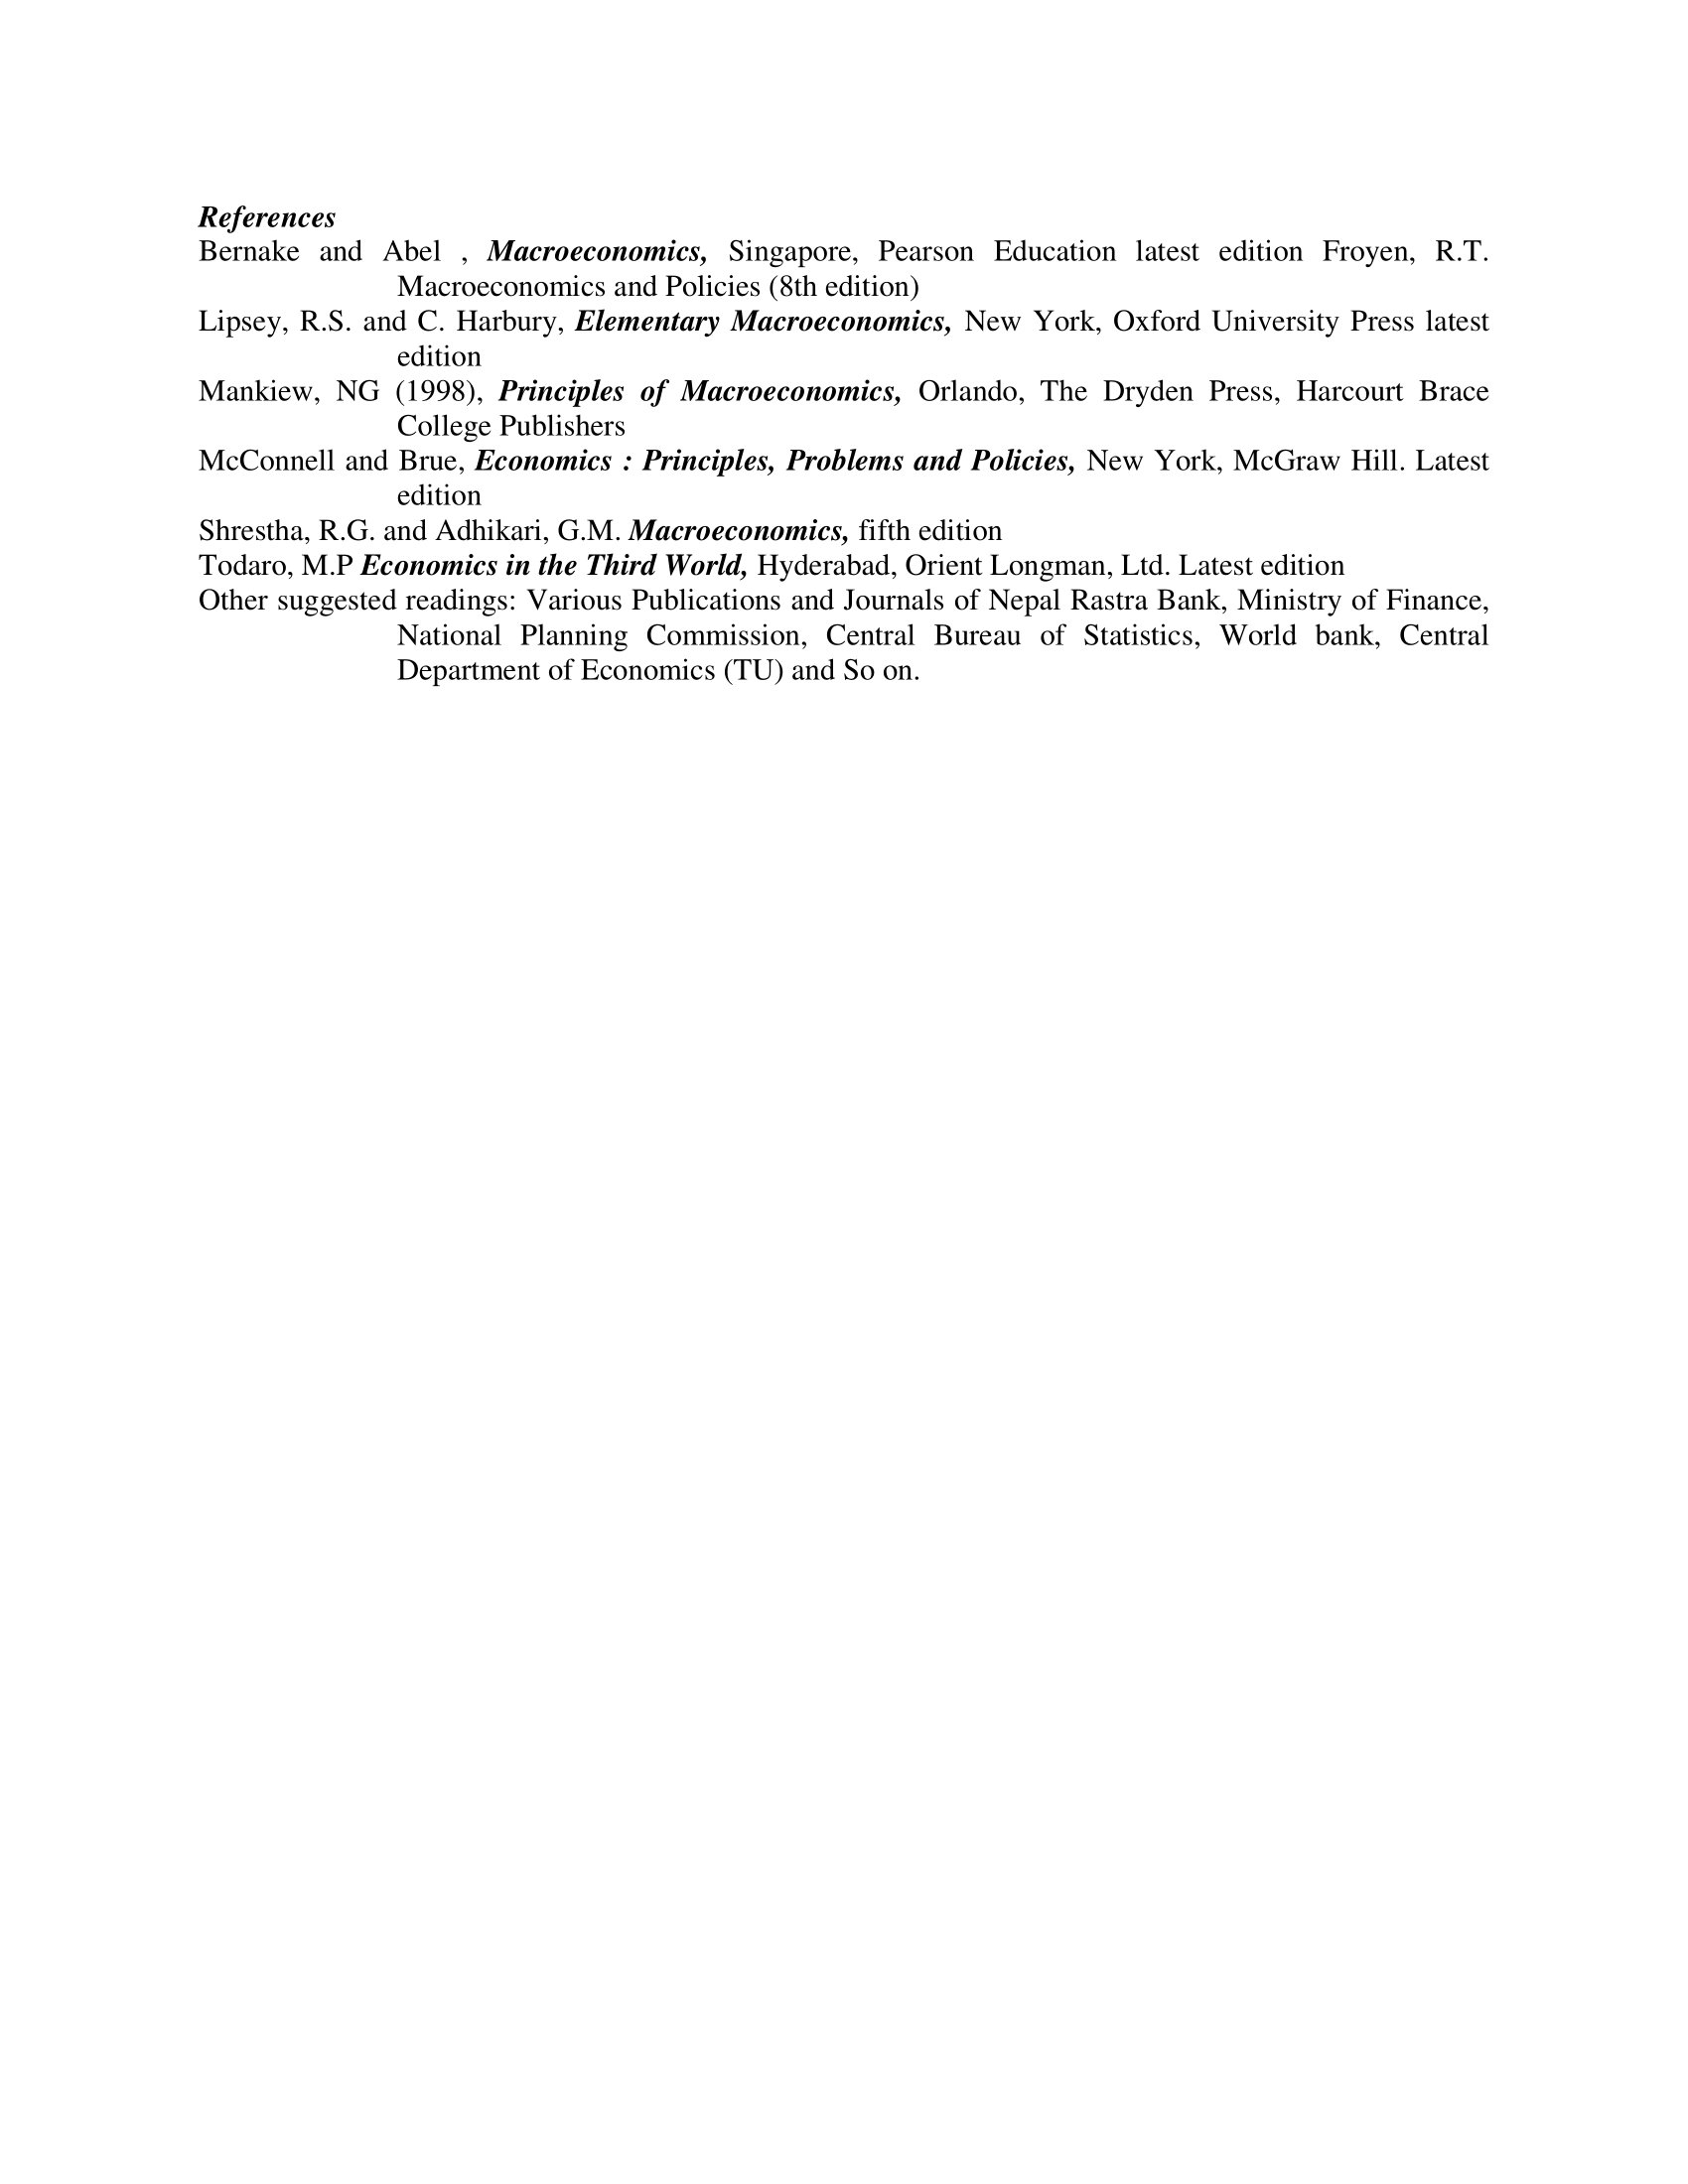 References
Bernake and Abel , Macroeconomics, Singapore, Pearson Education latest edition Froyen, R.T.
Macroeconomics and Policies (8th edition)
Lipsey, R.S. and C. Harbury, Elementary Macroeconomics, New York, Oxford University Press latest
edition
Mankiew, NG (1998), Principles of Macroeconomics, Orlando, The Dryden Press, Harcourt Brace
College Publishers
McConnell and Brue, Economics : Principles, Problems and Policies, New York, McGraw Hill. Latest
edition
Shrestha, R.G. and Adhikari, G.M. Macroeconomics, fifth edition
Todaro, M.P Economics in the Third World, Hyderabad, Orient Longman, Ltd. Latest edition
Other suggested readings: Various Publications and Journals of Nepal Rastra Bank, Ministry of Finance,
National Planning Commission, Central Bureau of Statistics, World bank, Central
Department of Economics (TU) and So on.